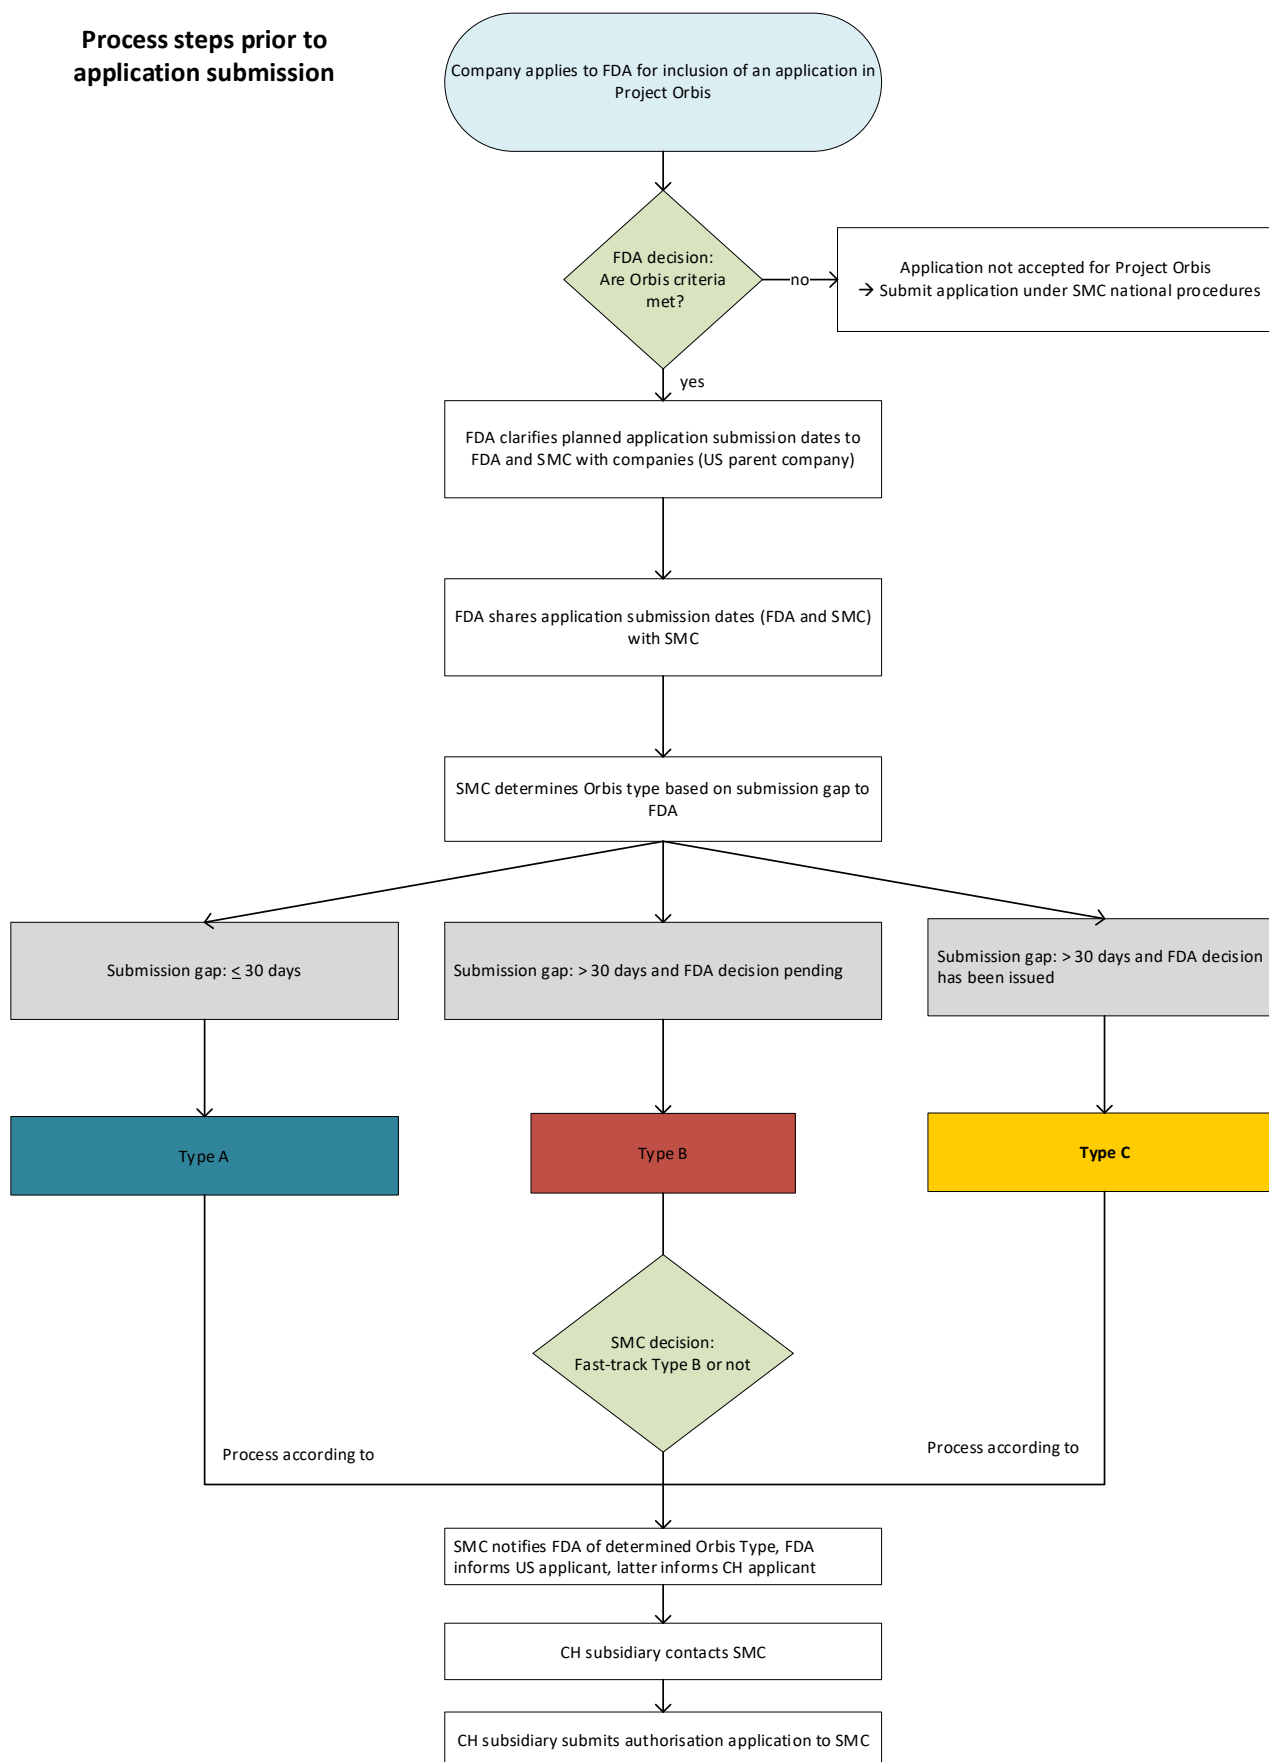 Process steps prior to
application submission
Company applies to FDA for inclusion of an application in
Project Orbis
FDA decision:
Are Orbis criteria
met?
no
Application not accepted for Project Orbis
→ Submit application under SMC national procedures
yes
FDA clarifies planned application submission dates to
FDA and SMC with companies (US parent company)
FDA shares application submission dates (FDA and SMC)
with SMC
SMC determines Orbis type based on submission gap to
FDA
Submission gap: ≤ 30 days
Submission gap: > 30 days and FDA decision pending
Submission gap: > 30 days and FDA decision
has been issued
Type A
Type B
Type C
SMC decision:
Fast-track Type B or not
Process according to
Process according to
SMC notifies FDA of determined Orbis Type, FDA
informs US applicant, latter informs CH applicant
CH subsidiary contacts SMC
CH subsidiary submits authorisation application to SMC